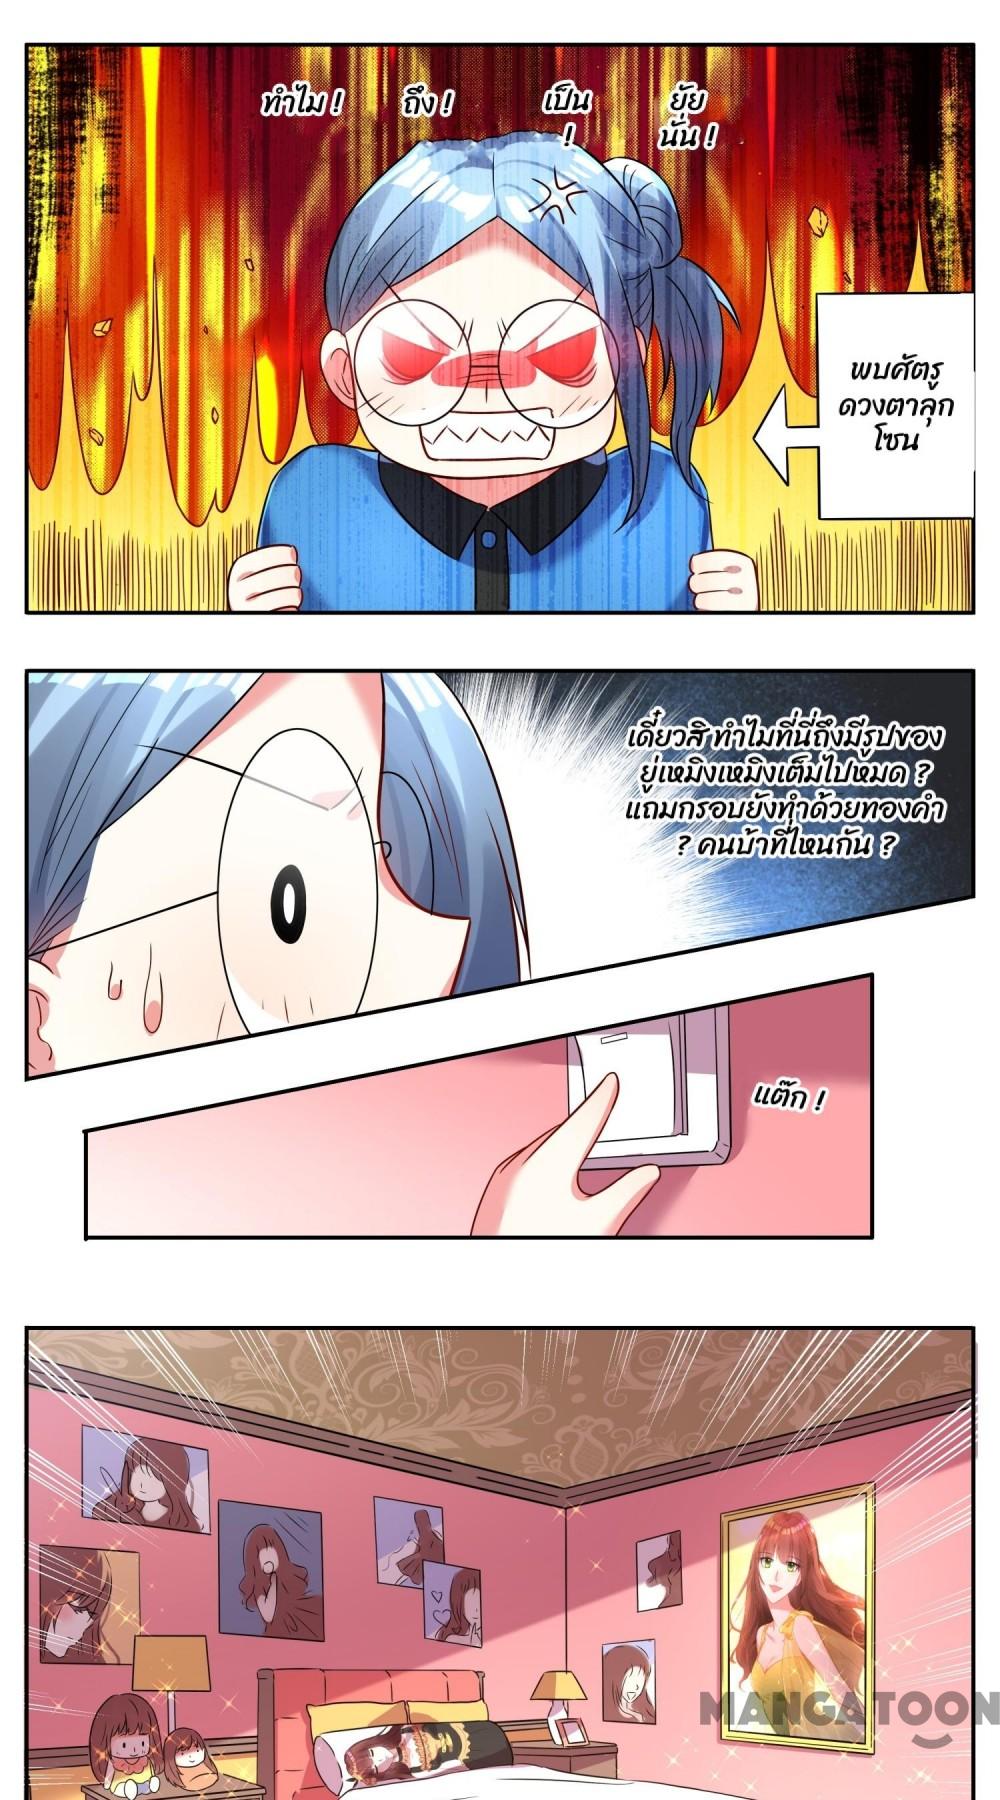 ทำไม ! ถึง ! เป็น ! ยัยนั่น !
พบศัตรู
ดวงตาลุก
โชน
เดี๋ยวสิ ทำไมที่นี่ถึงมีรูปของ
ยู่เหมิงเหมิงเต็มไปหมด ?
แถมกรอบยังทำด้วยทองคำ
? คนบ้าที่ไหนกัน ?
แต๊ก !
MANGATOON